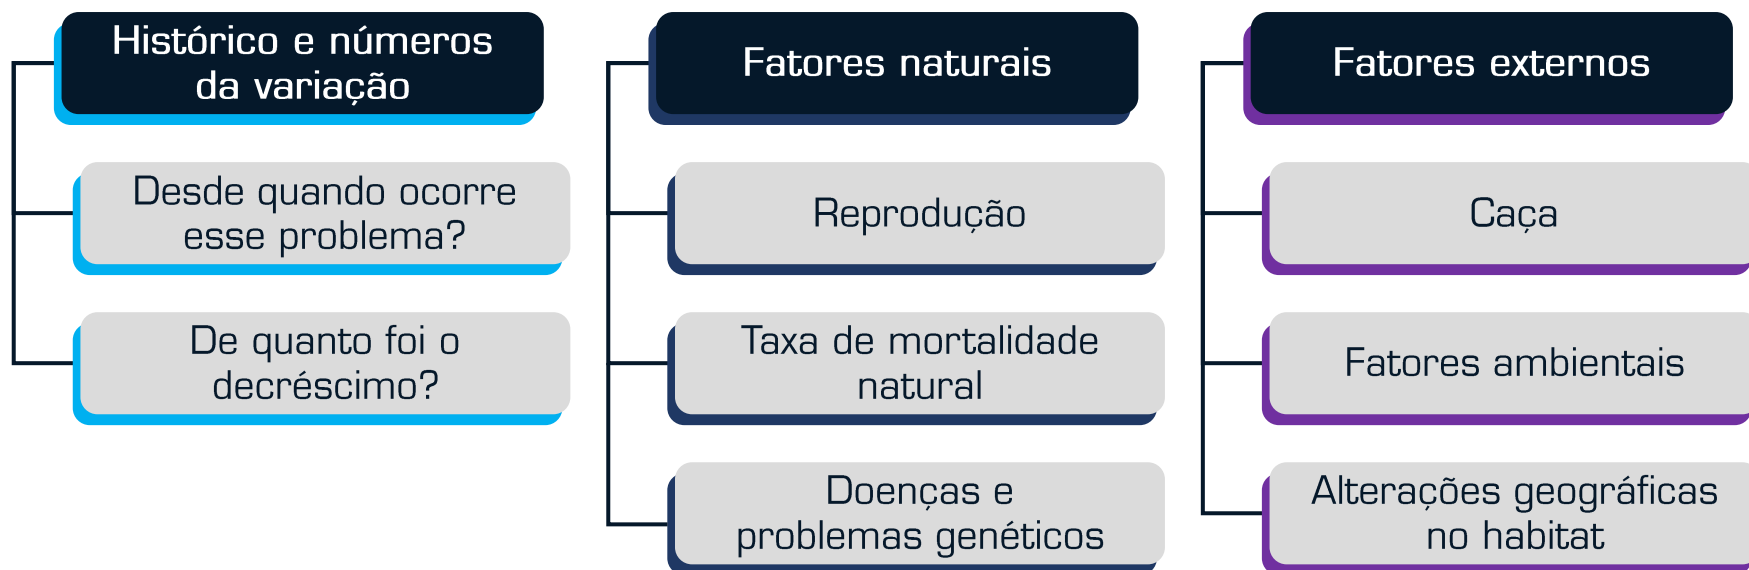 Histórico e números
da variação
Desde quando ocorre
esse problema?
De quanto foi o
decréscimo?
Fatores naturais
Reprodução
Taxa de mortalidade
natural
Doenças e
problemas genéticos
Fatores externos
Caça
Fatores ambientais
Alterações geográficas
no habitat